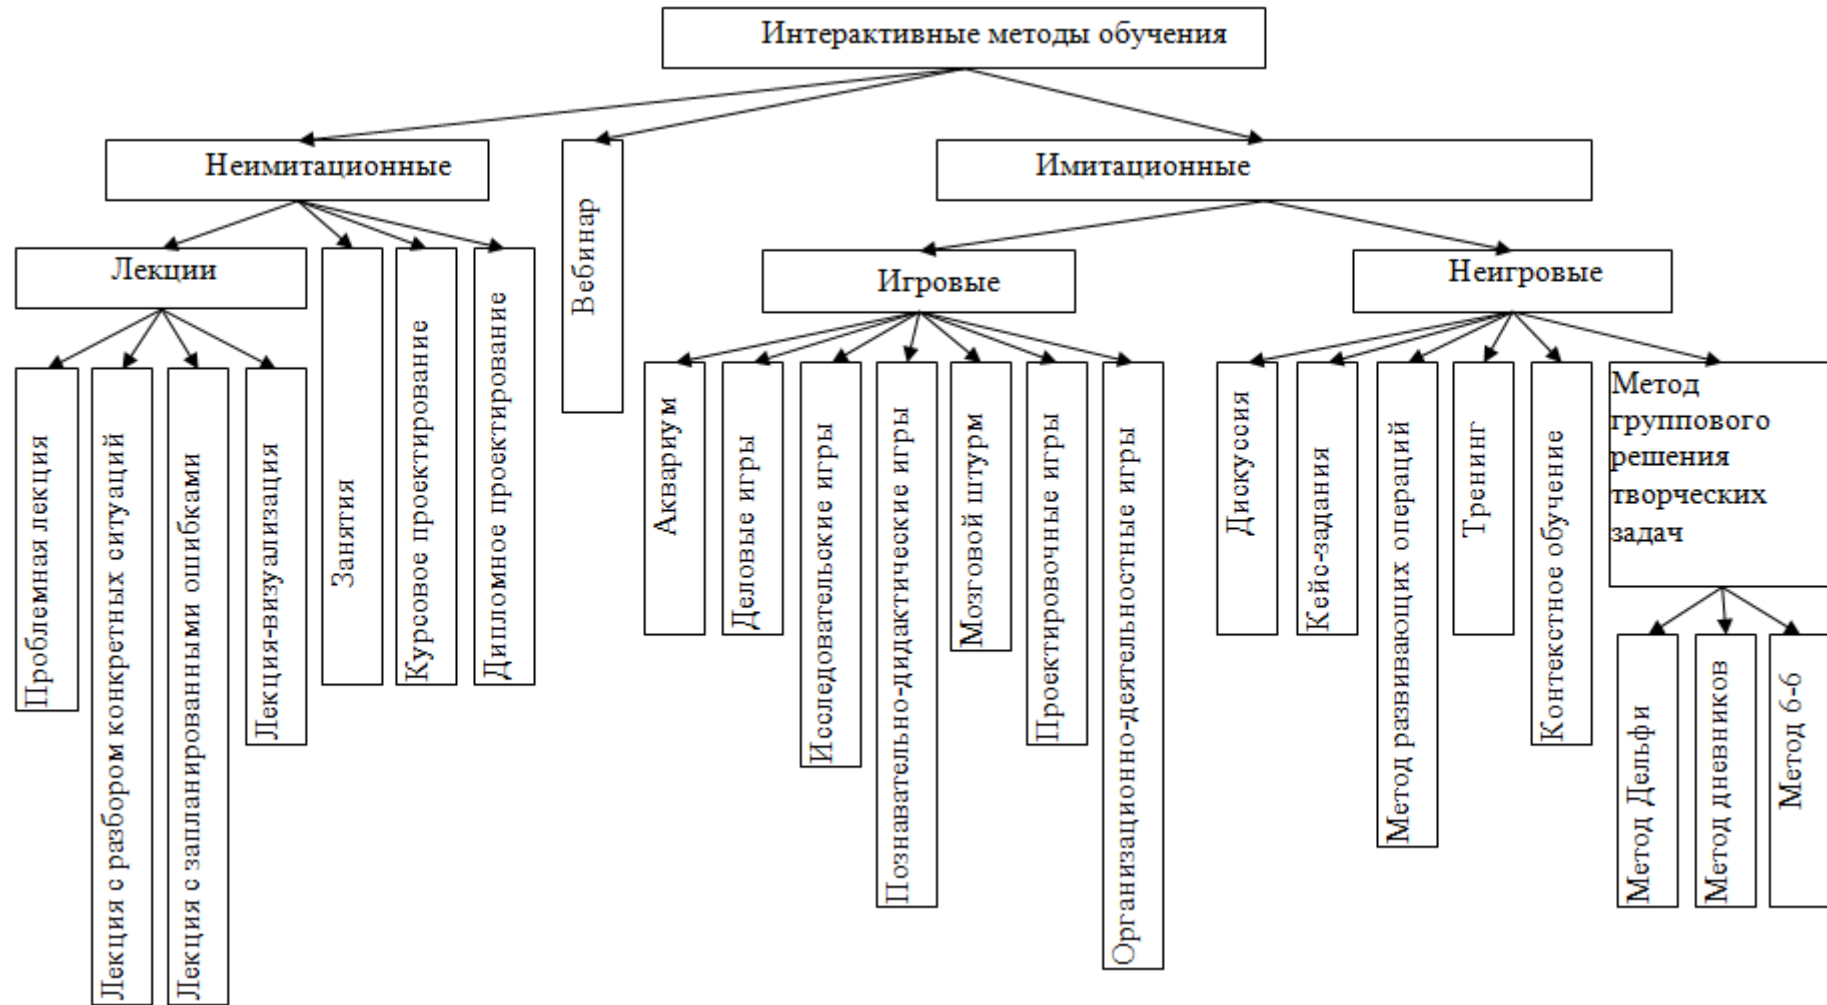 Интерактивные методы обучения
Неимитационные
Вебинар
Имитационные
Лекции
Занятия
Курсовое проектирование
Дипломное проектирование
Игровые
Неигровые
Проблемная лекция
Лекция с разбором конкретных ситуаций
Лекция с запланированными ошибками
Лекция-визуализация
Аквариум
Деловые игры
Исследовательские игры
Познавательно-дидактические игры
Мозговой штурм
Проектировочные игры
Организационно-деятельностные игры
Дискуссия
Кейс-задания
Метод развивающих операций
Тренинг
Контекстное обучение
Метод
группового
решения
творческих
задач
Метод Дельфи
Метод дневников
Метод 6-6